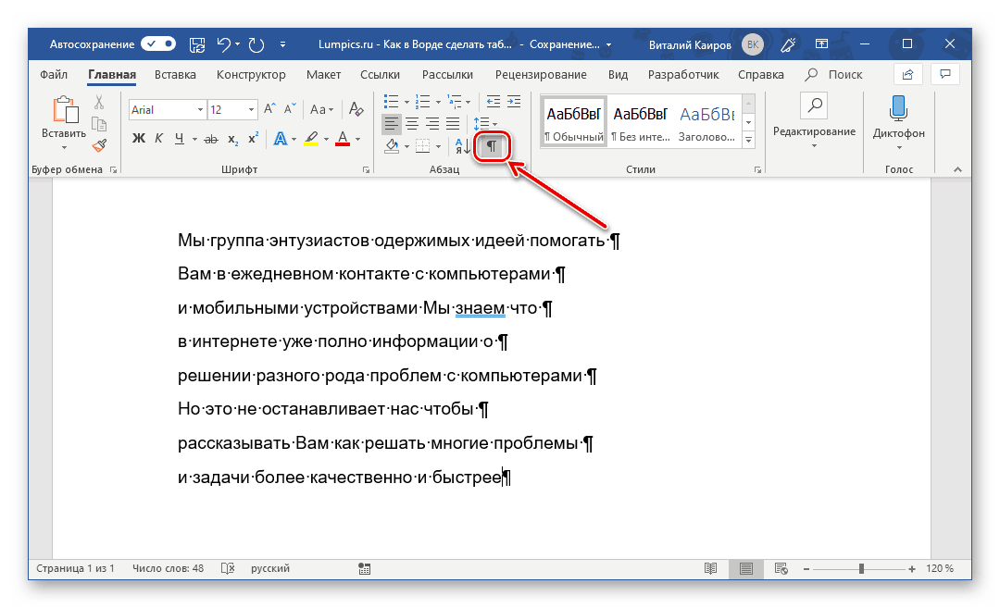 Автосохранение Lumpics.ru - Как в Ворде сделать таб... - Сохранение... Виталий Каиров ВК
Файл Главная Вставка Конструктор Макет Ссылки Рассылки Рецензирование Вид Разработчик Справка Поиск
Вставить
Буфер обмена
Arial 12 A A Aa A
Ж К Ч ab x₂ x² A A
Шрифт
А Я ¶
Абзац
АаБбВвГ АаБбВвГ АаБбВв
¶ Обычный ¶ Без инте... Заголово...
Стили
Редактирование
Диктофон
Голос
Мы·группа·энтузиастов·одержимых·идеей·помогать·¶
Вам·в·ежедневном·контакте·с·компьютерами·¶
и·мобильными·устройствами·Мы·знаем·что·¶
в·интернете·уже·полно·информации·о·¶
решении·разного·рода·проблем·с·компьютерами·¶
Но·это·не·останавливает·нас·чтобы·¶
рассказывать·Вам·как·решать·многие·проблемы·¶
и·задачи·более·качественно·и·быстрее¶
Страница 1 из 1 Число слов: 48 русский 120 %